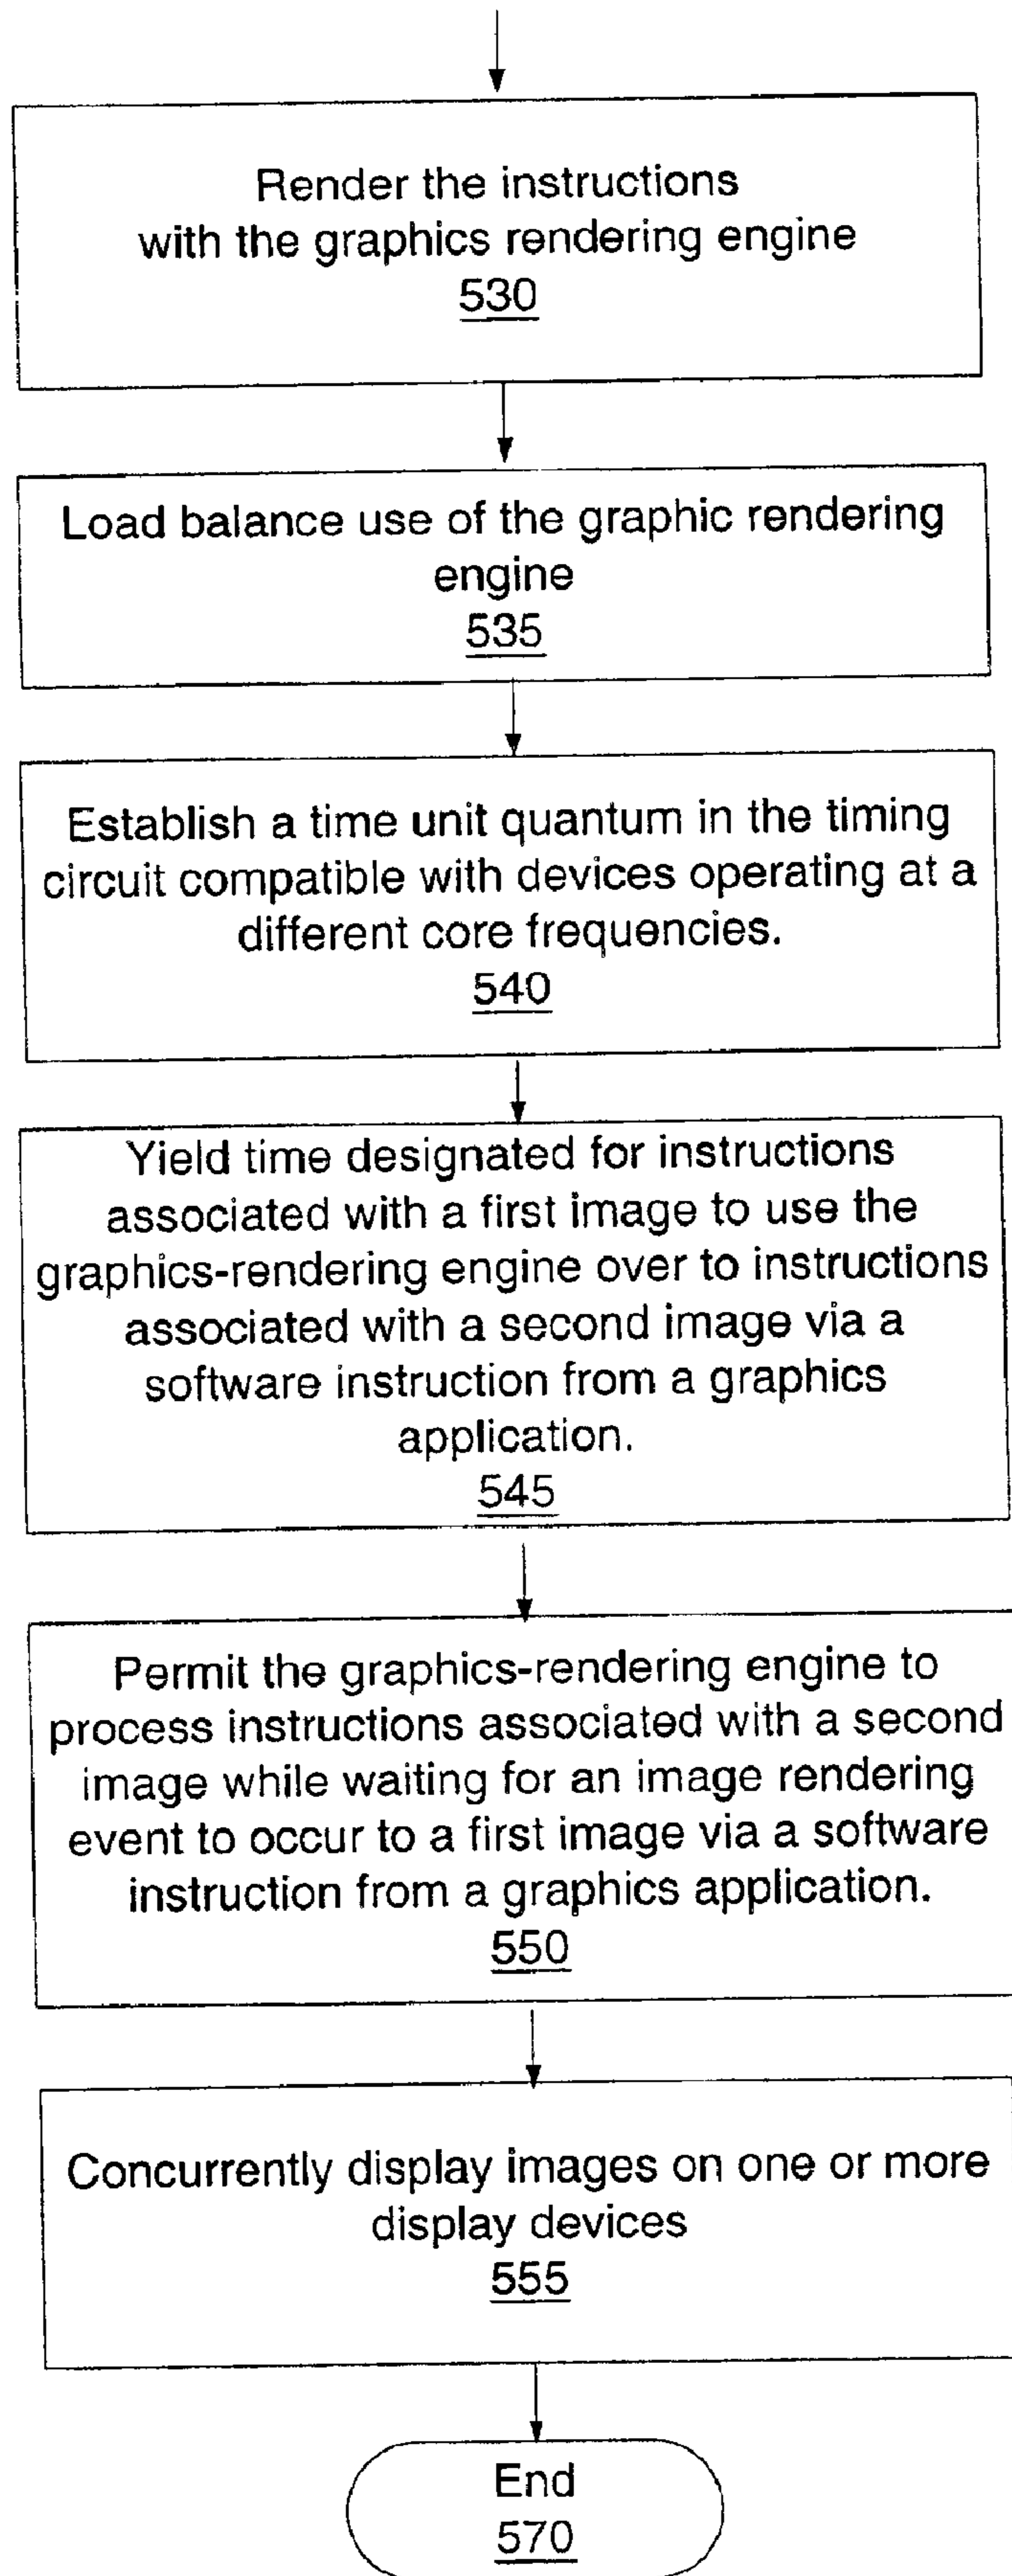 Render the instructions
with the graphics rendering engine
530
Load balance use of the graphic rendering
engine
535
Establish a time unit quantum in the timing
circuit compatible with devices operating at a
different core frequencies.
540
Yield time designated for instructions
associated with a first image to use the
graphics-rendering engine over to instructions
associated with a second image via a
software instruction from a graphics
application.
545
Permit the graphics-rendering engine to
process instructions associated with a second
image while waiting for an image rendering
event to occur to a first image via a software
instruction from a graphics application.
550
Concurrently display images on one or more
display devices
555
End
570